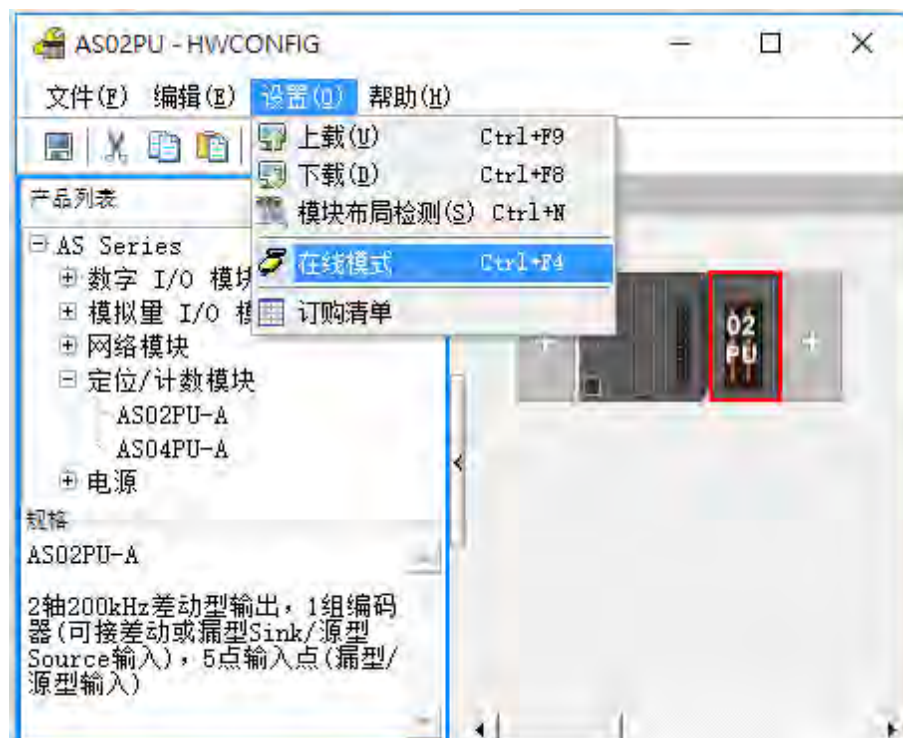 AS02PU - HWCONFIG
文件(F) 编辑(E) 设置(O) 帮助(H)
上载(U) Ctrl+F9
下载(D) Ctrl+F8
模块布局检测(S) Ctrl+N
在线模式 Ctrl+F4
订购清单
产品列表
AS Series
数字 I/O 模块
模拟量 I/O 模
网络模块
定位/计数模块
AS02PU-A
AS04PU-A
电源
02
PU
规格
AS02PU-A
2轴200kHz差动型输出，1组编码
器(可接差动或漏型Sink/源型
Source输入)，5点输入点(漏型/
源型输入)